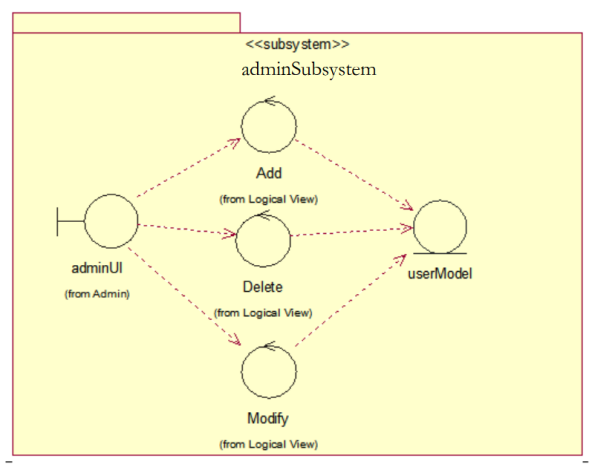 <<subsystem>>
adminSubsystem
Add
(from Logical View)
adminUI
(from Admin)
Delete
(from Logical View)
userModel
Modify
(from Logical View)